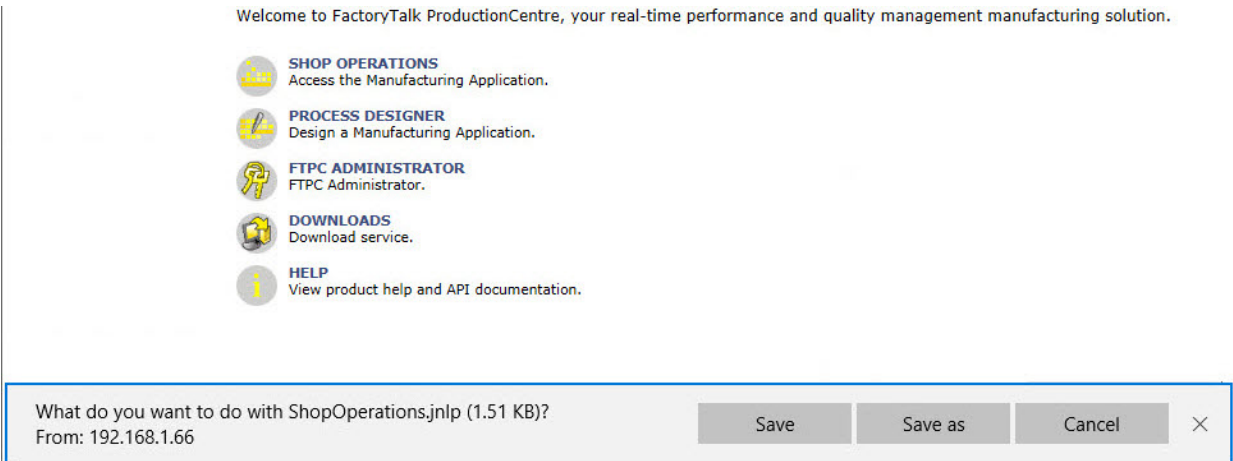 Welcome to FactoryTalk ProductionCentre, your real-time performance and quality management manufacturing solution.
SHOP OPERATIONS
Access the Manufacturing Application.
PROCESS DESIGNER
Design a Manufacturing Application.
FTPC ADMINISTRATOR
FTPC Administrator.
DOWNLOADS
Download service.
HELP
View product help and API documentation.
What do you want to do with ShopOperations.jnlp (1.51 KB)?
From: 192.168.1.66
Save
Save as
Cancel